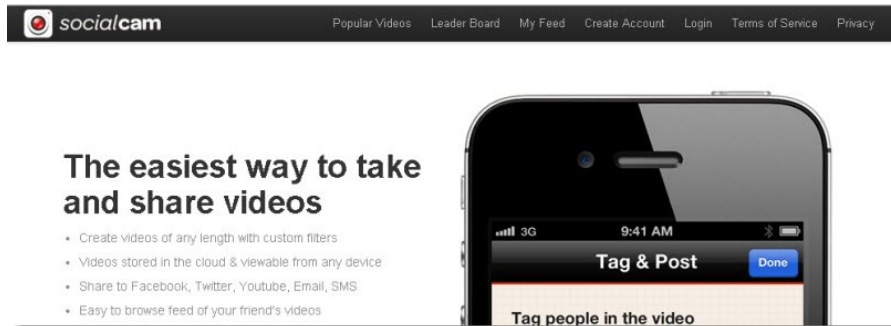 socialcam
Popular Videos Leader Board My Feed Create Account Login Terms of Service Privacy
The easiest way to take
and share videos
Create videos of any length with custom filters
Videos stored in the cloud & viewable from any device
Share to Facebook, Twitter, Youtube, Email, SMS
Easy to browse feed of your friend's videos
3G 9:41 AM
Tag & Post Done
Tag people in the video